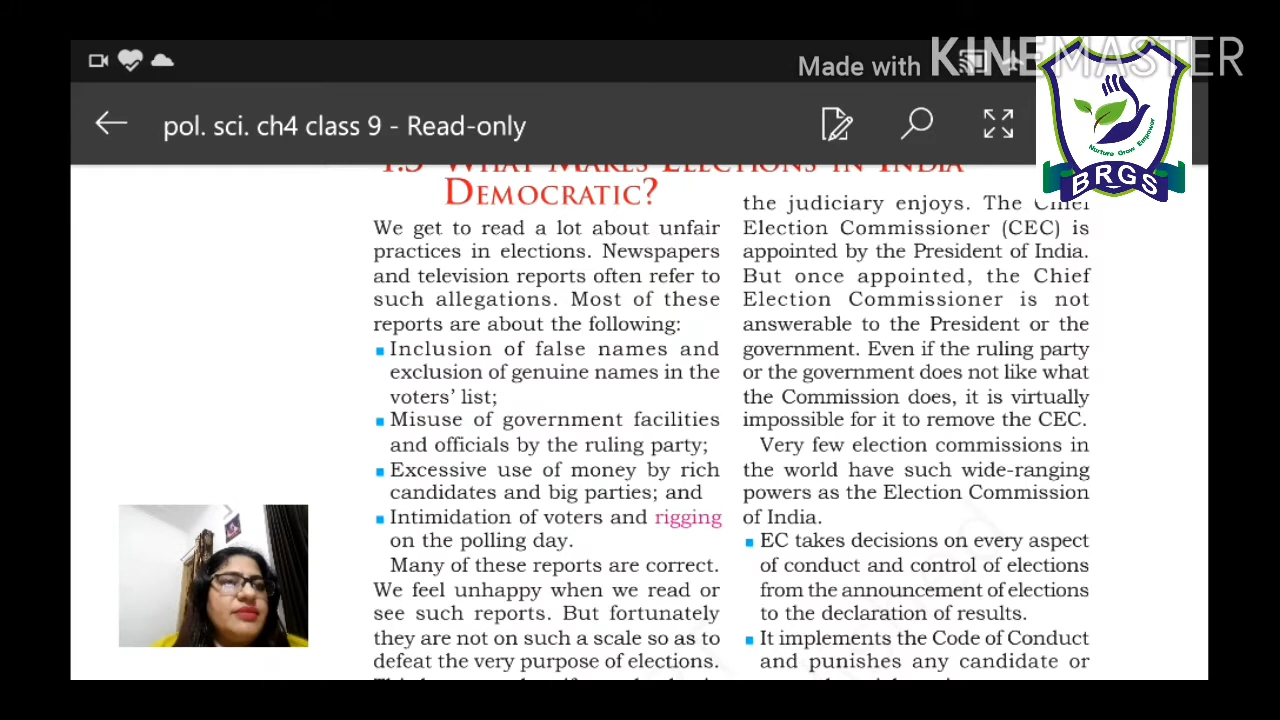 Made with KINEMASTER
pol. sci. ch4 class 9 - Read-only
Nurture Grow Empower
BRGS
WHAT MAKES ELECTIONS IN INDIA
DEMOCRATIC?
We get to read a lot about unfair
practices in elections. Newspapers
and television reports often refer to
such allegations. Most of these
reports are about the following:
▪ Inclusion of false names and
exclusion of genuine names in the
voters' list;
▪ Misuse of government facilities
and officials by the ruling party;
▪ Excessive use of money by rich
candidates and big parties; and
▪ Intimidation of voters and rigging
on the polling day.
Many of these reports are correct.
We feel unhappy when we read or
see such reports. But fortunately
they are not on such a scale so as to
defeat the very purpose of elections.
the judiciary enjoys. The Chief
Election Commissioner (CEC) is
appointed by the President of India.
But once appointed, the Chief
Election Commissioner is not
answerable to the President or the
government. Even if the ruling party
or the government does not like what
the Commission does, it is virtually
impossible for it to remove the CEC.
Very few election commissions in
the world have such wide-ranging
powers as the Election Commission
of India.
▪ EC takes decisions on every aspect
of conduct and control of elections
from the announcement of elections
to the declaration of results.
▪ It implements the Code of Conduct
and punishes any candidate or